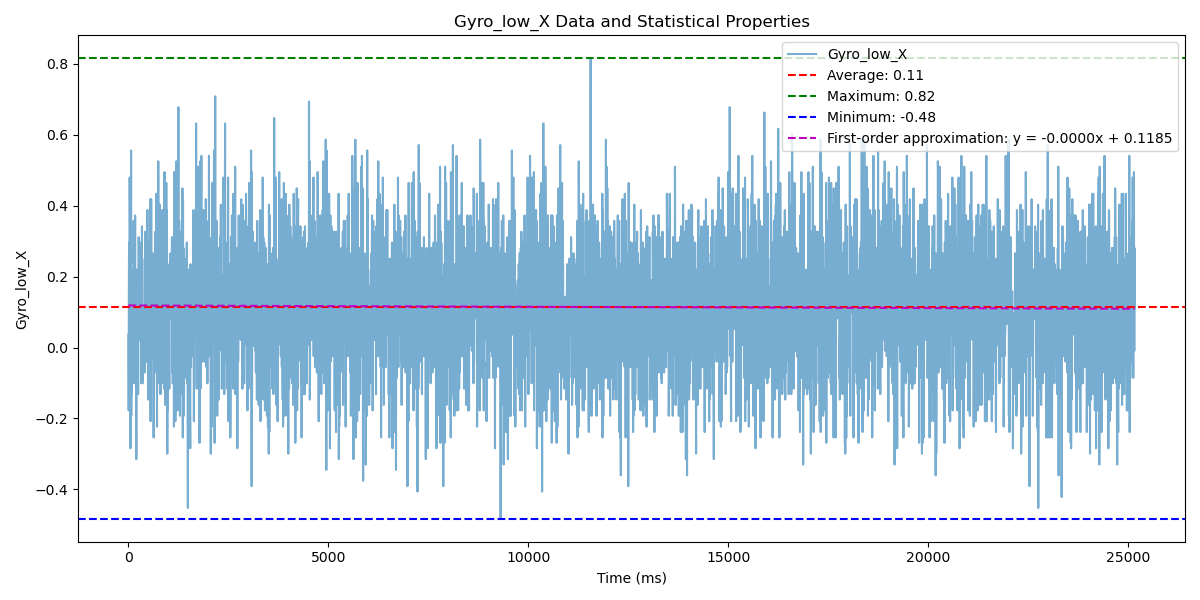 Gyro_low_X Data and Statistical Properties
Gyro_low_X
Average: 0.11
Maximum: 0.82
Minimum: -0.48
First-order approximation: y = -0.0000x + 0.1185
Gyro_low_X
0.8
0.6
0.4
0.2
0.0
−0.2
−0.4
0 5000 10000 15000 20000 25000
Time (ms)